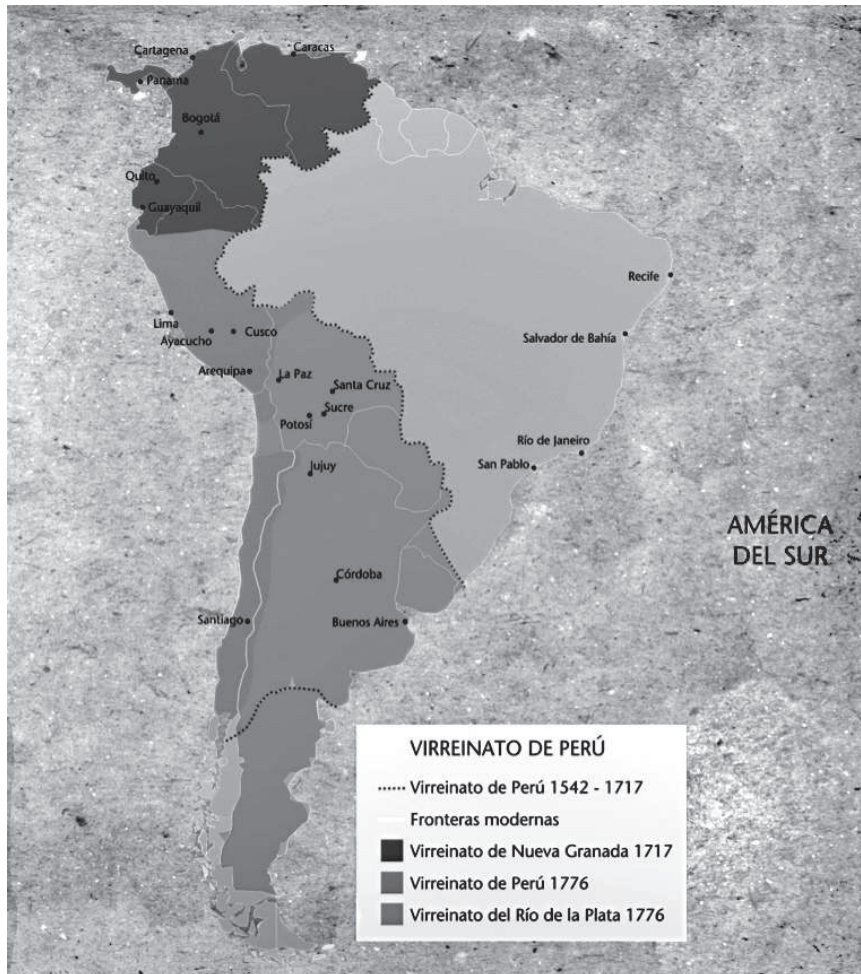 Cartagena
Caracas
Panama
Bogotá
Quito
Guayaquil
Recife
Lima
Ayacucho
Cusco
Salvador de Bahía
Arequipa
La Paz
Santa Cruz
Sucre
Potosí
Río de Janeiro
San Pablo
Jujuy
AMÉRICA
DEL SUR
Córdoba
Santiago
Buenos Aires
VIRREINATO DE PERÚ
Virreinato de Perú 1542 - 1717
Fronteras modernas
Virreinato de Nueva Granada 1717
Virreinato de Perú 1776
Virreinato del Río de la Plata 1776